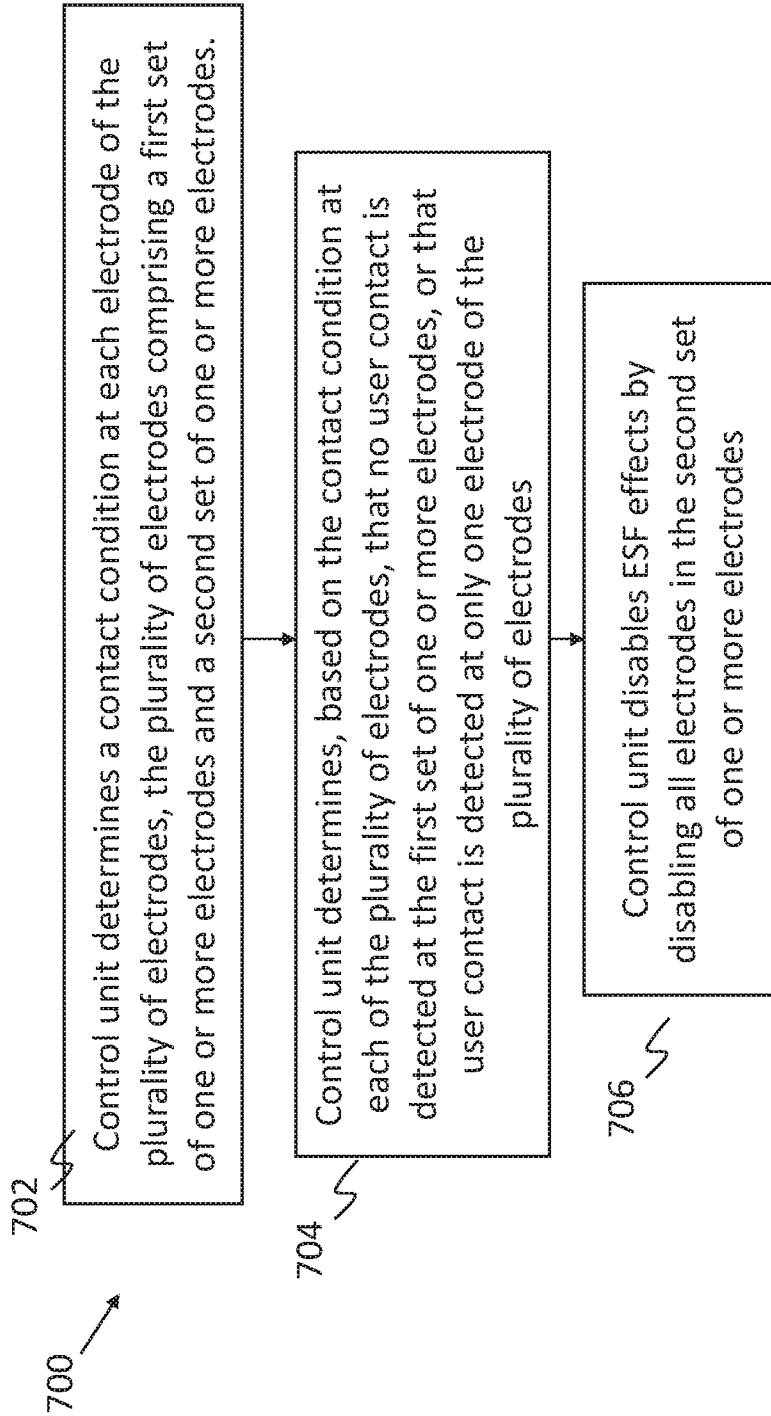 700
702
Control unit determines a contact condition at each electrode of the
plurality of electrodes, the plurality of electrodes comprising a first set
of one or more electrodes and a second set of one or more electrodes.
704
Control unit determines, based on the contact condition at
each of the plurality of electrodes, that no user contact is
detected at the first set of one or more electrodes, or that
user contact is detected at only one electrode of the
plurality of electrodes
706
Control unit disables ESF effects by
disabling all electrodes in the second set
of one or more electrodes